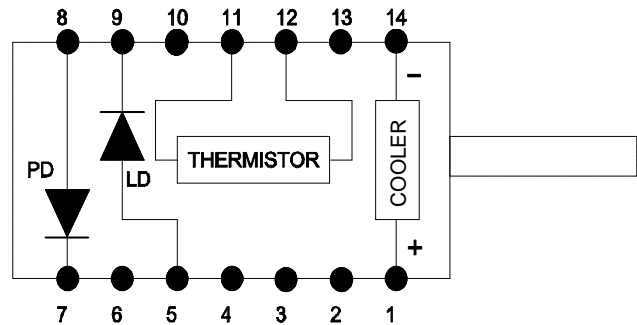 8 9 10 11 12 13 14
−
PD
LD
THERMISTOR
COOLER
+
7 6 5 4 3 2 1